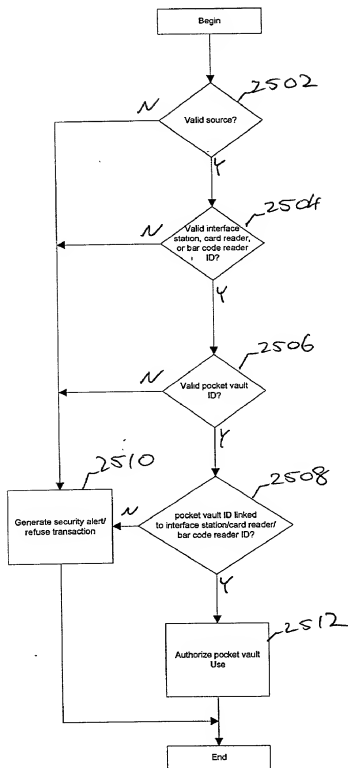 Begin
2502
N
Valid source?
Y
2504
N
Valid interface
station, card reader,
or bar code reader
ID?
Y
2506
N
Valid pocket vault
ID?
Y
2510
2508
Generate security alert/
refuse transaction
N
pocket vault ID linked
to interface station/card reader/
bar code reader ID?
Y
2512
Authorize pocket vault
Use
End